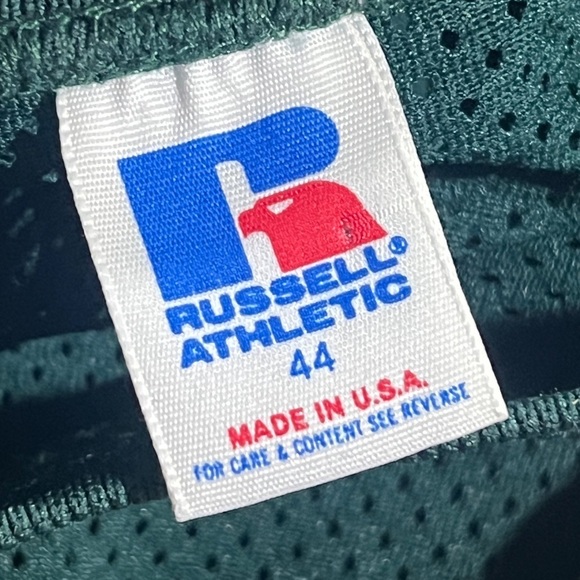 RUSSELL®
ATHLETIC
44
MADE IN U.S.A.
FOR CARE & CONTENT SEE REVERSE